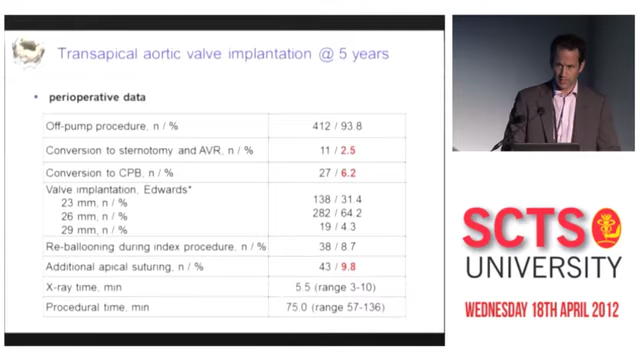 Transapical aortic valve implantation @ 5 years
• perioperative data
Off-pump procedure, n / % 412 / 93.8
Conversion to sternotomy and AVR, n / % 11 / 2.5
Conversion to CPB, n / % 27 / 6.2
Valve implantation, Edwards*
23 mm, n / % 138 / 31.4
26 mm, n / % 282 / 64.2
29 mm, n / % 19 / 4.3
Re-ballooning during index procedure, n / % 38 / 8.7
Additional apical suturing, n / % 43 / 9.8
X-ray time, min 5.5 (range 3-10)
Procedural time, min 75.0 (range 57-136)
SCTS
UNIVERSITY
WEDNESDAY 18TH APRIL 2012